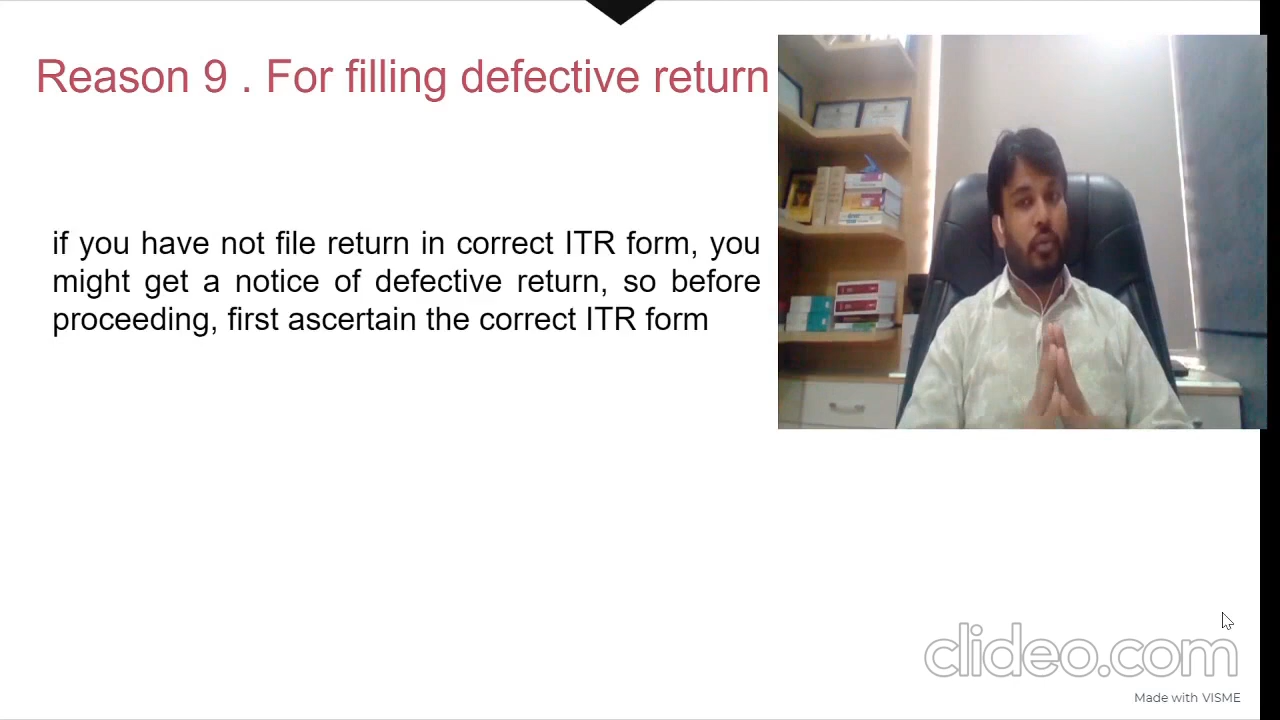 Reason 9 . For filling defective return
if you have not file return in correct ITR form, you
might get a notice of defective return, so before
proceeding, first ascertain the correct ITR form
clideo.com
Made with VISME